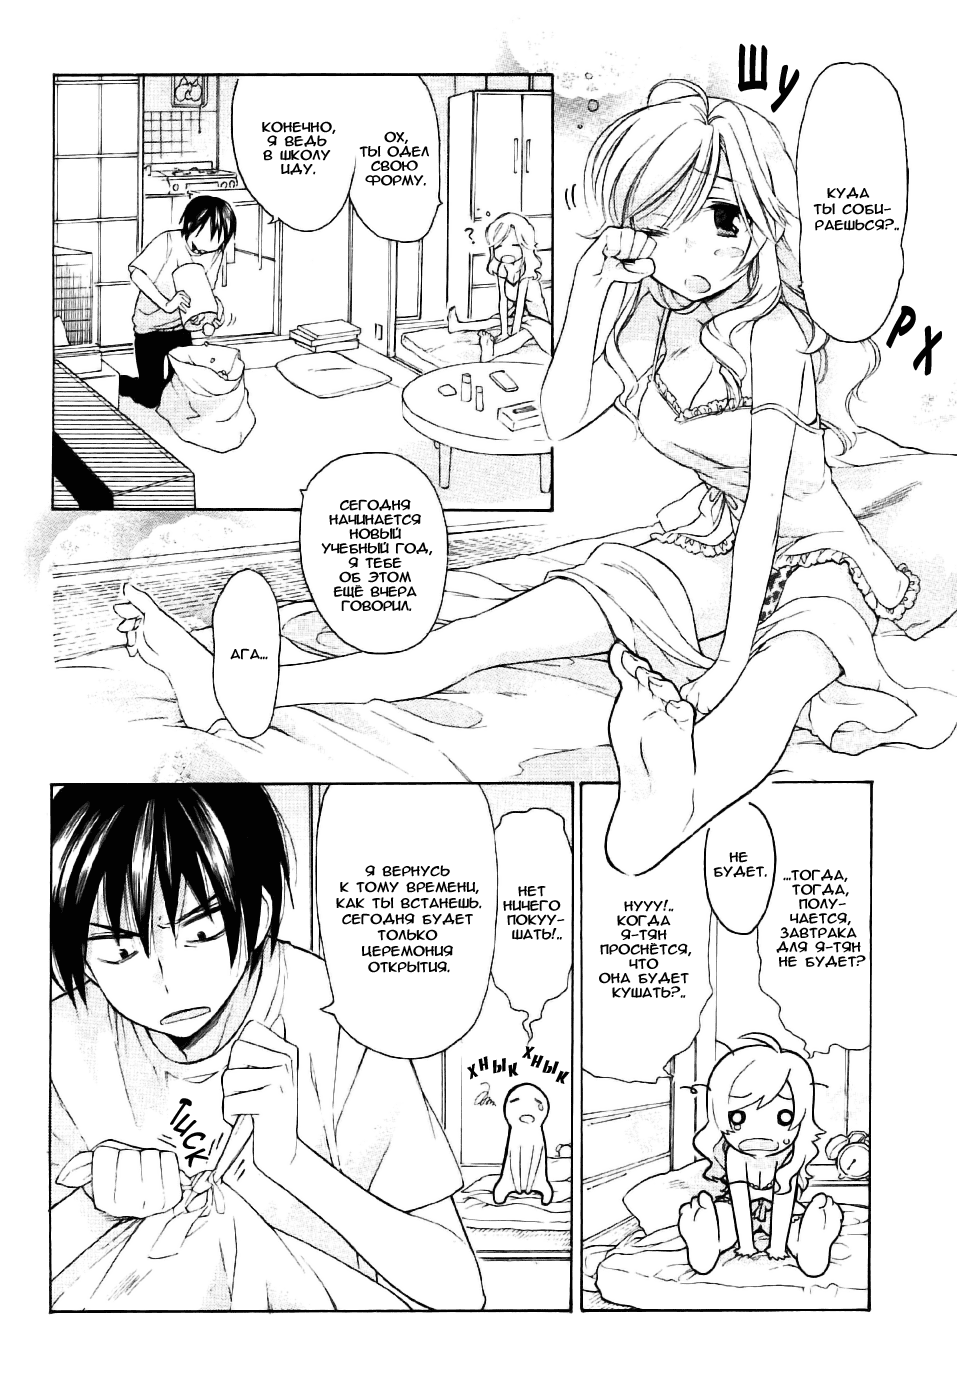 ШУ
РХ
КУДА
ТЫ СОБИ-
РАЕШЬСЯ?..
ОХ,
ТЫ ОДЕЛ
СВОЮ
ФОРМУ.
КОНЕЧНО,
Я ВЕДЬ
В ШКОЛУ
ИДУ.
?
СЕГОДНЯ
НАЧИНАЕТСЯ
НОВЫЙ
УЧЕБНЫЙ ГОД,
Я ТЕБЕ
ОБ ЭТОМ
ЕЩЁ ВЧЕРА
ГОВОРИЛ.
АГА...
...ТОГДА,
ТОГДА,
ПОЛУ-
ЧАЕТСЯ,
ЗАВТРАКА
ДЛЯ Я-ТЯН
НЕ БУДЕТ?
НЕ
БУДЕТ.
НУУУ!..
КОГДА
Я-ТЯН
ПРОСНЁТСЯ,
ЧТО
ОНА БУДЕТ
КУШАТЬ?..
НЕТ
НИЧЕГО
ПОКУУ-
ШАТЬ!..
ХНЫК
ХНЫК
Я ВЕРНУСЬ
К ТОМУ ВРЕМЕНИ,
КАК ТЫ ВСТАНЕШЬ.
СЕГОДНЯ БУДЕТ
ТОЛЬКО
ЦЕРЕМОНИЯ
ОТКРЫТИЯ.
ТИСК